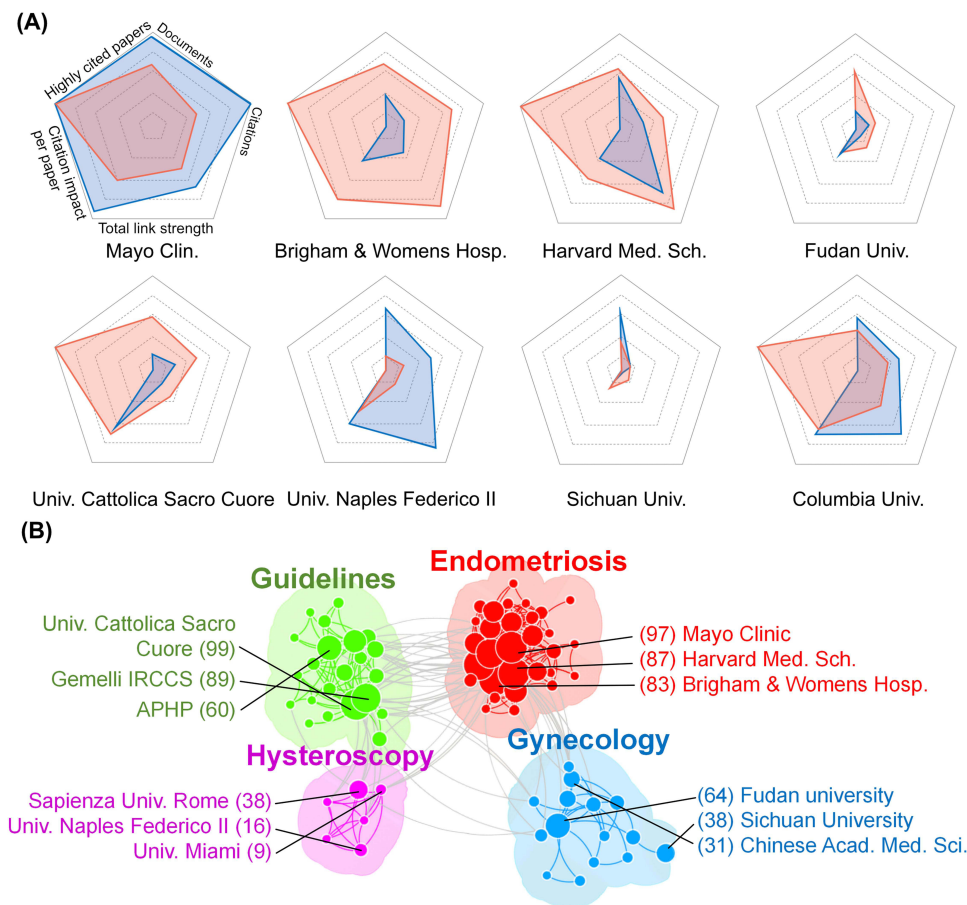 (A)
Highly cited papers
Documents
Citations
Citation impact
per paper
Total link strength
Mayo Clin.
Brigham & Womens Hosp.
Harvard Med. Sch.
Fudan Univ.
Univ. Cattolica Sacro Cuore
Univ. Naples Federico II
Sichuan Univ.
Columbia Univ.
(B)
Guidelines
Univ. Cattolica Sacro
Cuore (99)
Gemelli IRCCS (89)
APHP (60)
Endometriosis
(97) Mayo Clinic
(87) Harvard Med. Sch.
(83) Brigham & Womens Hosp.
Hysteroscopy
Sapienza Univ. Rome (38)
Univ. Naples Federico II (16)
Univ. Miami (9)
Gynecology
(64) Fudan university
(38) Sichuan University
(31) Chinese Acad. Med. Sci.